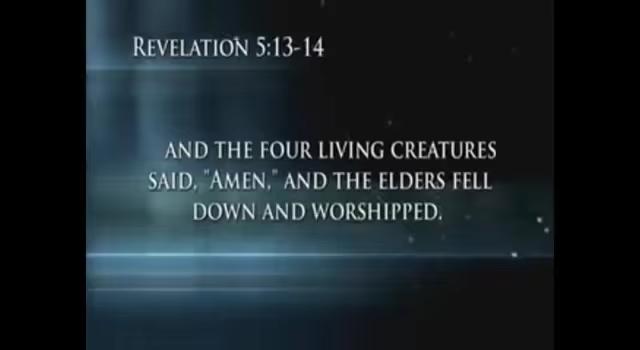 REVELATION 5:13-14
AND THE FOUR LIVING CREATURES
SAID, "AMEN," AND THE ELDERS FELL
DOWN AND WORSHIPPED.